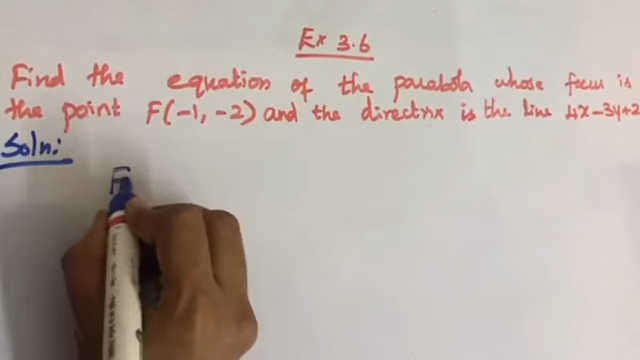 Ex 3.6
Find the equation of the parabola whose focus is
the point F(-1, -2) and the directrix is the line 4x-3y+2
Soln:
F